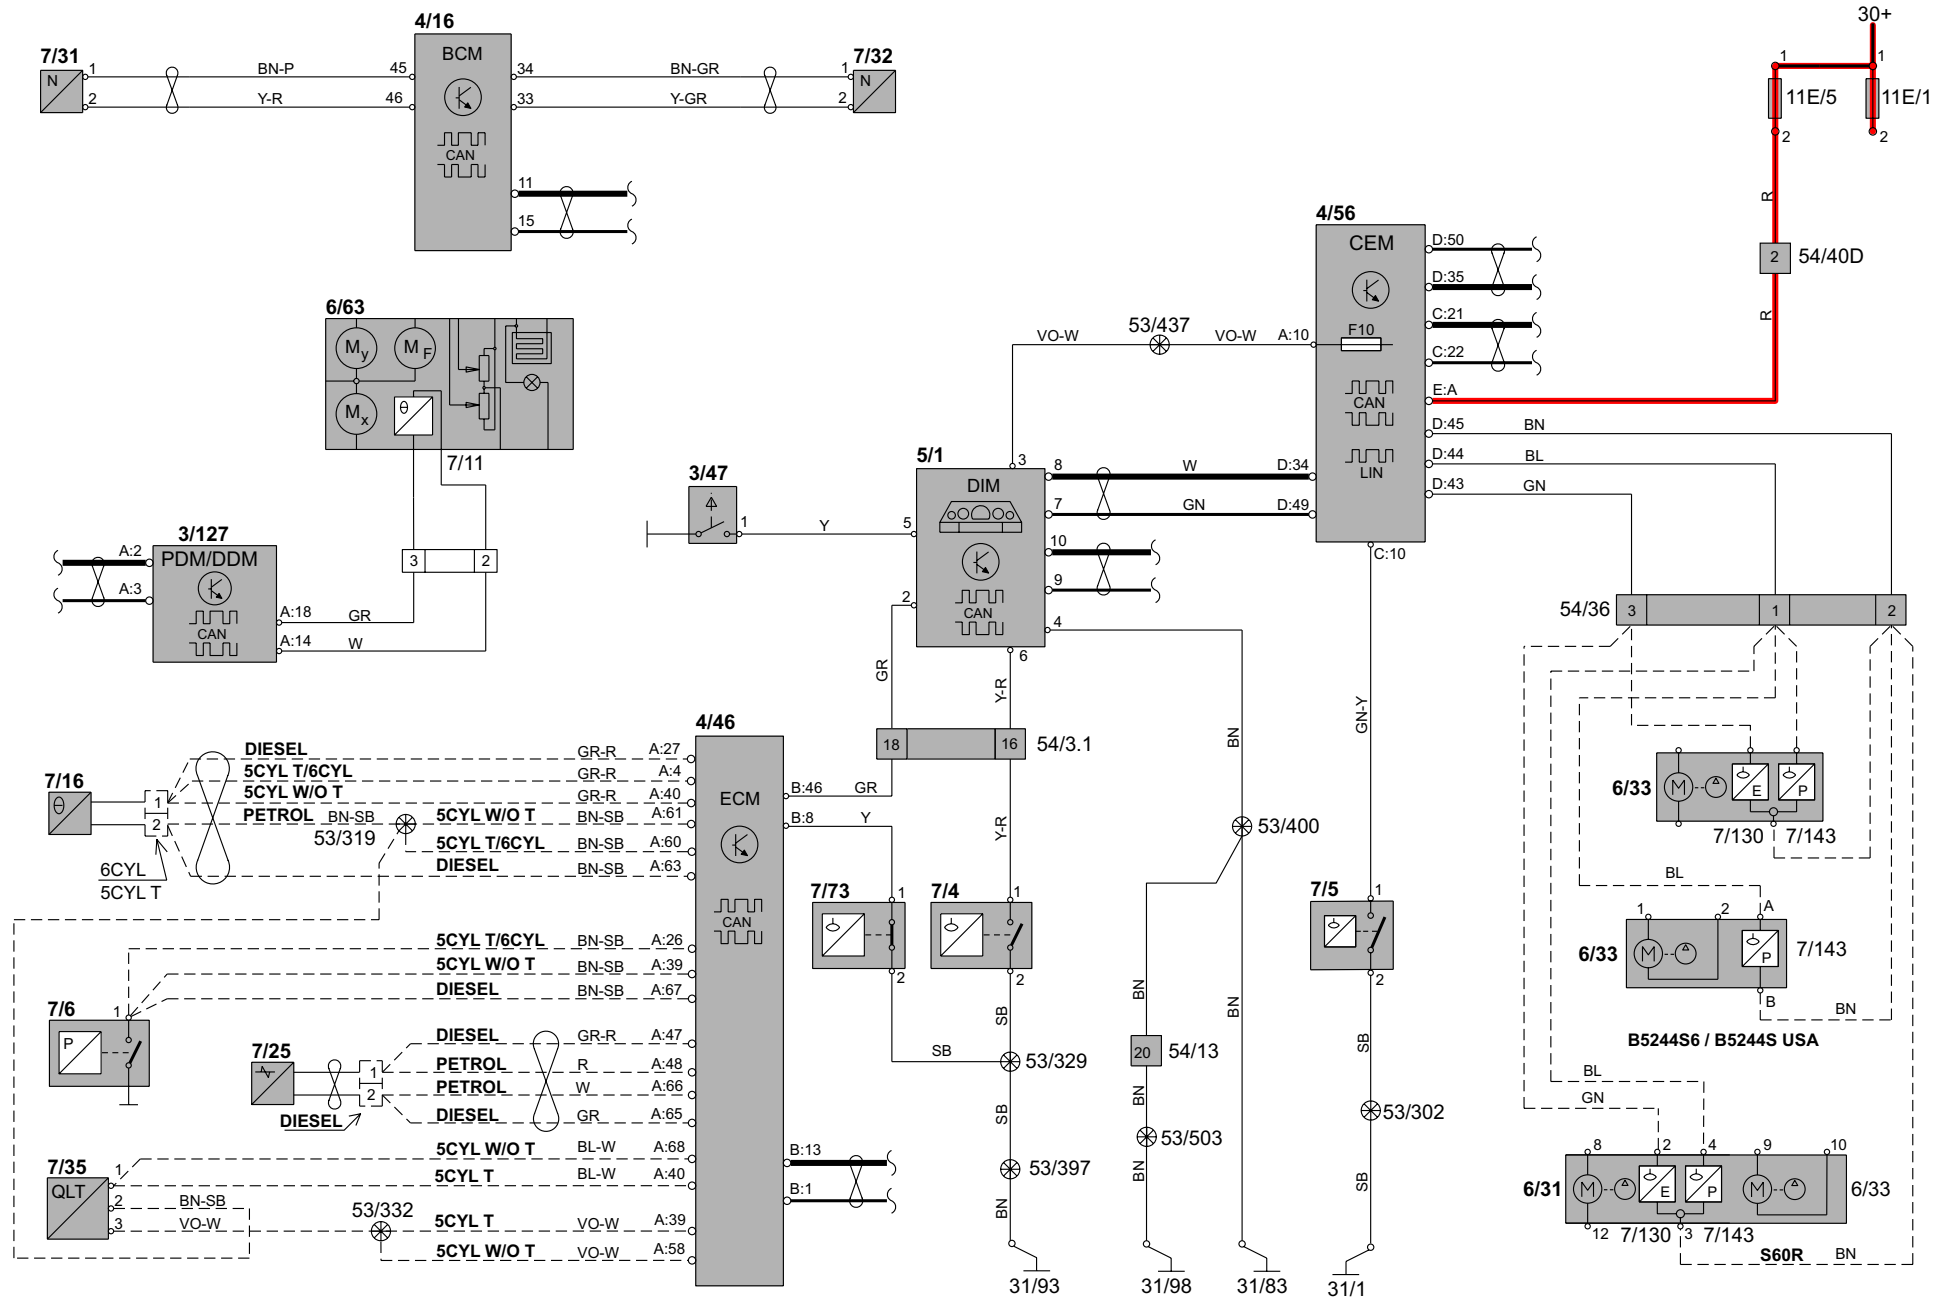 4/16
30+
7/31
BCM
7/32
N 1 BN-P 45 34 BN-GR 1 N
2 Y-R 46 33 Y-GR 2
CAN
11
15
1 1
11E/5 11E/1
2 2
R
2 54/40D
R
4/56
CEM
D:50
D:35
C:21
C:22
E:A
D:45 BN
D:44 BL
D:43 GN
VO-W 53/437 VO-W A:10 F10
CAN
LIN
C:10
6/63
My MF
Mx θ
7/11
3/127
PDM/DDM
A:2
A:3
CAN
3 2
A:18 GR
A:14 W
3/47
1 Y 5
5/1
DIM
3
8 W D:34
7 GN D:49
10
9
2
CAN
4
6
GR
Y-R
18 16 54/3.1
BN
GN-Y
54/36 3 1 2
4/46
ECM
CAN
7/16
θ
1
2
6CYL
5CYL T
DIESEL GR-R A:27
5CYL T/6CYL GR-R A:4
5CYL W/O T GR-R A:40
PETROL BN-SB 53/319 5CYL W/O T BN-SB A:61
5CYL T/6CYL BN-SB A:60
DIESEL BN-SB A:63
B:46 GR
B:8 Y
Y-R
53/400
7/73 1 2
7/4 1 2
7/5 1 2
5CYL T/6CYL BN-SB A:26
5CYL W/O T BN-SB A:39
DIESEL BN-SB A:67
7/6
1
P
7/25
1
2
DIESEL
DIESEL GR-R A:47
PETROL R A:48
PETROL W A:66
DIESEL GR A:65
7/35
QLT
1
2 BN-SB
3 VO-W
53/332
5CYL W/O T BL-W A:68
5CYL T BL-W A:40
5CYL T VO-W A:39
5CYL W/O T VO-W A:58
B:13
B:1
SB
SB
53/329
SB
53/397
BN
31/93
BN
20 54/13
BN
53/503
BN
31/98
BN
31/83
SB
53/302
SB
31/1
6/33 M E P
7/130 7/143
BL
1 2 A
6/33 M P 7/143
B
BN
B5244S6 / B5244S USA
BL
GN
8 2 4 9 10
6/31 M E P M 6/33
12 7/130 3 7/143
S60R BN